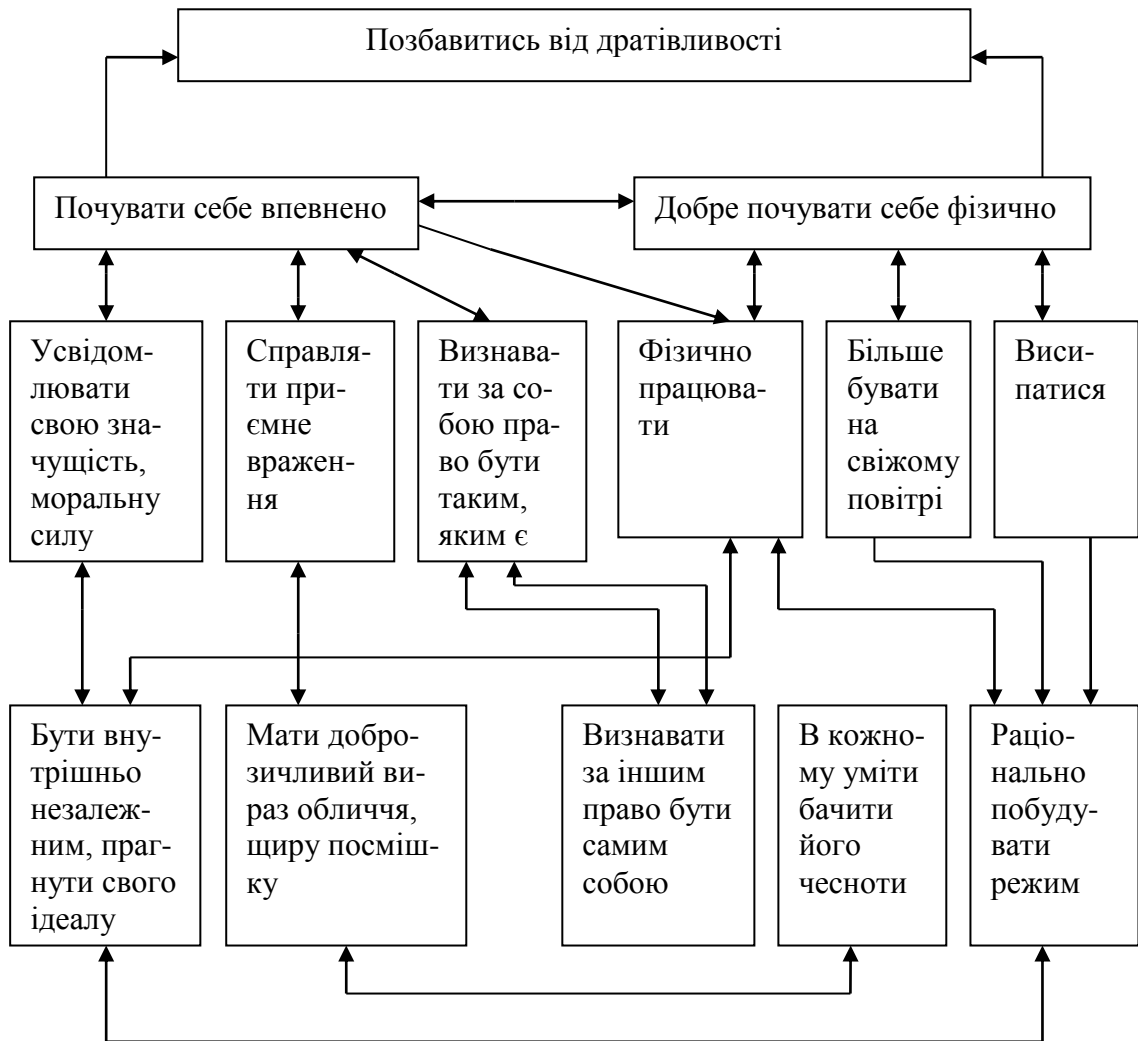 Позбавитись від дратівливості
Почувати себе впевнено
Добре почувати себе фізично
Усвідом-
лювати
свою зна-
чущість,
моральну
силу
Справля-
ти при-
ємне
вражен-
ня
Визнава-
ти за со-
бою пра-
во бути
таким,
яким є
Фізично
працюва-
ти
Більше
бувати
на
свіжому
повітрі
Виси-
патися
Бути вну-
трішньо
незалеж-
ним, праг-
нути свого
ідеалу
Мати добро-
зичливий ви-
раз обличчя,
щиру посміш-
ку
Визнавати
за іншим
право бути
самим
собою
В кожно-
му уміти
бачити
його
чесноти
Раціо-
нально
побуду-
вати
режим